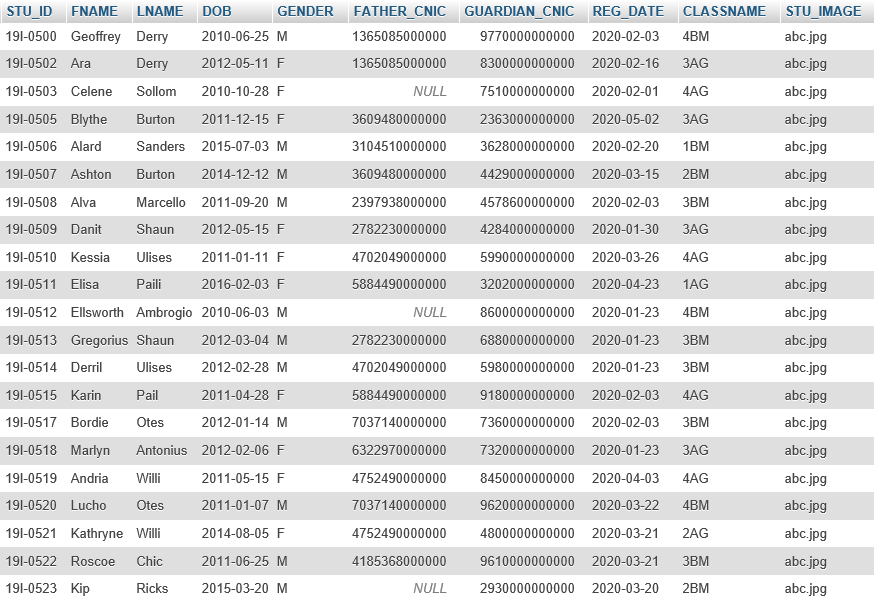 STU_ID FNAME LNAME DOB GENDER FATHER_CNIC GUARDIAN_CNIC REG_DATE CLASSNAME STU_IMAGE
19I-0500 Geoffrey Derry 2010-06-25 M 1365085000000 9770000000000 2020-02-03 4BM abc.jpg
19I-0502 Ara Derry 2012-05-11 F 1365085000000 8300000000000 2020-02-16 3AG abc.jpg
19I-0503 Celene Sollom 2010-10-28 F NULL 7510000000000 2020-02-01 4AG abc.jpg
19I-0505 Blythe Burton 2011-12-15 F 3609480000000 2363000000000 2020-05-02 3AG abc.jpg
19I-0506 Alard Sanders 2015-07-03 M 3104510000000 3628000000000 2020-02-20 1BM abc.jpg
19I-0507 Ashton Burton 2014-12-12 M 3609480000000 4429000000000 2020-03-15 2BM abc.jpg
19I-0508 Alva Marcello 2011-09-20 M 2397938000000 4578600000000 2020-02-03 3BM abc.jpg
19I-0509 Danit Shaun 2012-05-15 F 2782230000000 4284000000000 2020-01-30 3AG abc.jpg
19I-0510 Kessia Ulises 2011-01-11 F 4702049000000 5990000000000 2020-03-26 4AG abc.jpg
19I-0511 Elisa Paili 2016-02-03 F 5884490000000 3202000000000 2020-04-23 1AG abc.jpg
19I-0512 Ellsworth Ambrogio 2010-06-03 M NULL 8600000000000 2020-01-23 4BM abc.jpg
19I-0513 Gregorius Shaun 2012-03-04 M 2782230000000 6880000000000 2020-01-23 3BM abc.jpg
19I-0514 Derril Ulises 2012-02-28 M 4702049000000 5980000000000 2020-01-23 3BM abc.jpg
19I-0515 Karin Pail 2011-04-28 F 5884490000000 9180000000000 2020-02-03 4AG abc.jpg
19I-0517 Bordie Otes 2012-01-14 M 7037140000000 7360000000000 2020-02-03 3BM abc.jpg
19I-0518 Marlyn Antonius 2012-02-06 F 6322970000000 7320000000000 2020-01-23 3AG abc.jpg
19I-0519 Andria Willi 2011-05-15 F 4752490000000 8450000000000 2020-04-03 4AG abc.jpg
19I-0520 Lucho Otes 2011-01-07 M 7037140000000 9620000000000 2020-03-22 4BM abc.jpg
19I-0521 Kathryne Willi 2014-08-05 F 4752490000000 4800000000000 2020-03-21 2AG abc.jpg
19I-0522 Roscoe Chic 2011-06-25 M 4185368000000 9610000000000 2020-03-21 3BM abc.jpg
19I-0523 Kip Ricks 2015-03-20 M NULL 2930000000000 2020-03-20 2BM abc.jpg